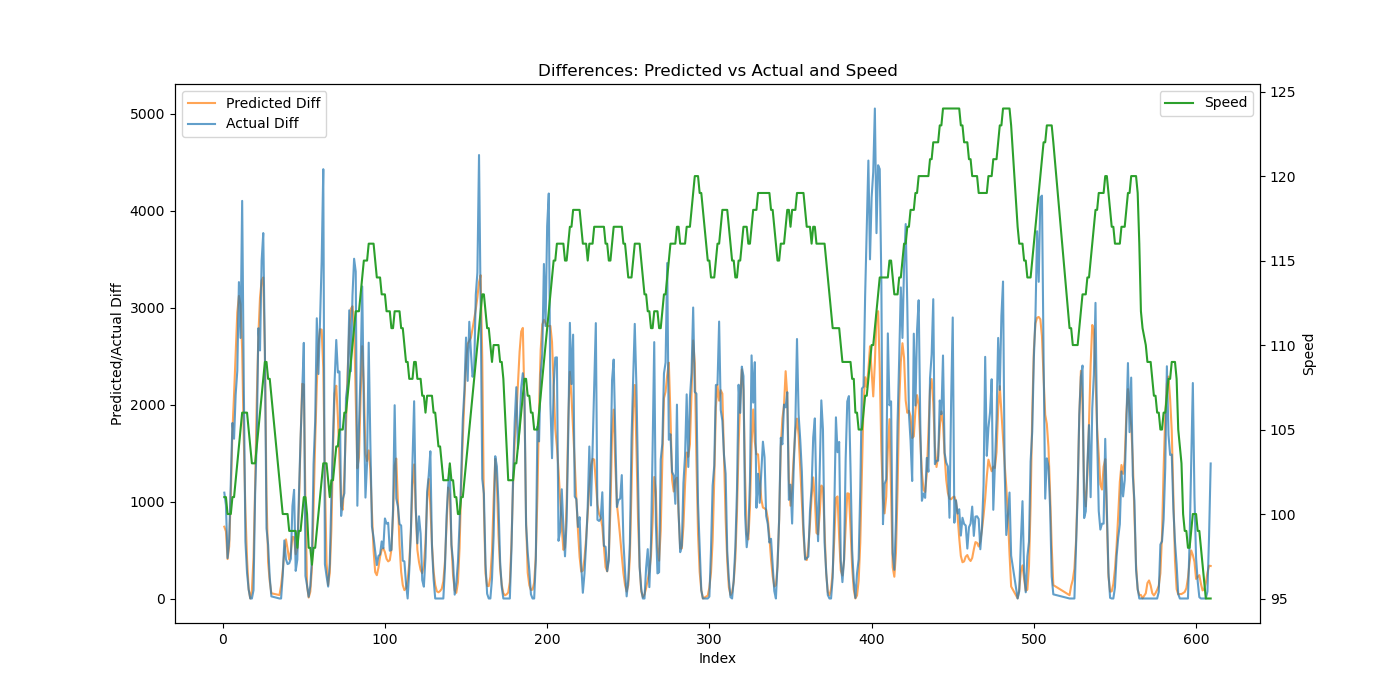 Differences: Predicted vs Actual and Speed
Predicted Diff
Actual Diff
Speed
5000
4000
3000
2000
1000
0
Predicted/Actual Diff
125
120
115
110
105
100
95
Speed
0 100 200 300 400 500 600
Index